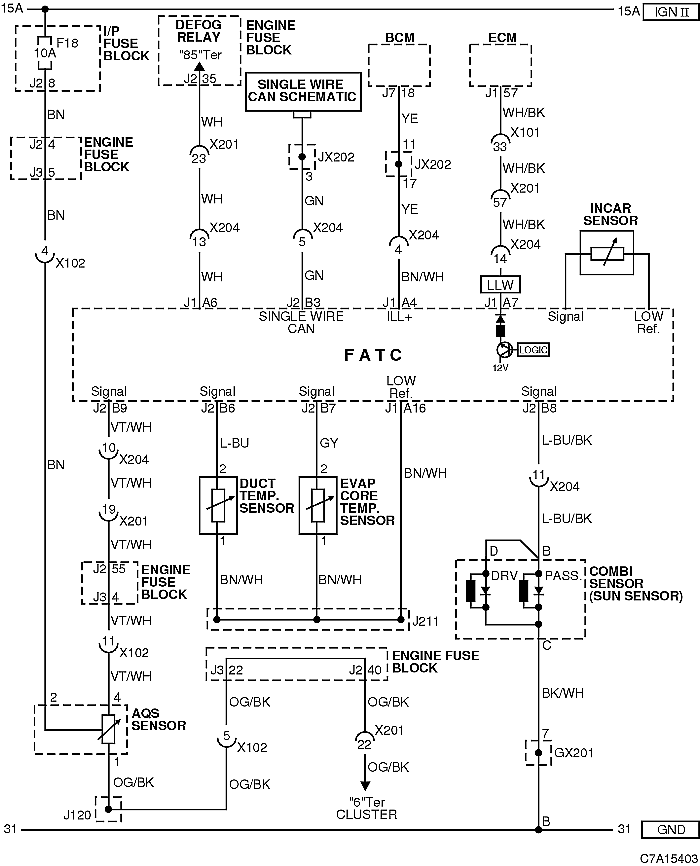 15A
15A IGN II
I/P
FUSE
BLOCK
F18
10A
J2 8
BN
J2 4
J3 5
ENGINE
FUSE
BLOCK
BN
4
X102
BN
DEFOG
RELAY
"85"Ter
J2 35
ENGINE
FUSE
BLOCK
WH
X201
23
WH
X204
13
WH
J1 A6
SINGLE WIRE
CAN SCHEMATIC
JX202
3
GN
X204
5
GN
J2 B3
SINGLE WIRE
CAN
BCM
J7 18
YE
11
JX202
17
YE
X204
4
BN/WH
J1 A4
ILL+
ECM
J1 57
WH/BK
X101
33
WH/BK
X201
57
WH/BK
X204
14
LLW
J1 A7
LOGIC
12V
INCAR
SENSOR
Signal
LOW
Ref.
FATC
Signal
J2 B9
VT/WH
10
X204
VT/WH
19
X201
VT/WH
J2 55
J3 4
ENGINE
FUSE
BLOCK
VT/WH
11
X102
VT/WH
2
4
AQS
SENSOR
1
OG/BK
J120
Signal
J2 B6
L-BU
2
DUCT
TEMP.
SENSOR
1
BN/WH
Signal
J2 B7
GY
2
EVAP
CORE
TEMP.
SENSOR
1
BN/WH
LOW
Ref.
J1 A16
BN/WH
J211
ENGINE FUSE
BLOCK
J3 22
J2 40
OG/BK
5
X102
OG/BK
OG/BK
X201
22
OG/BK
"6"Ter
CLUSTER
Signal
J2 B8
L-BU/BK
11
X204
L-BU/BK
D
B
DRV
PASS.
COMBI
SENSOR
(SUN SENSOR)
C
BK/WH
7
GX201
B
31
31 GND
C7A15403